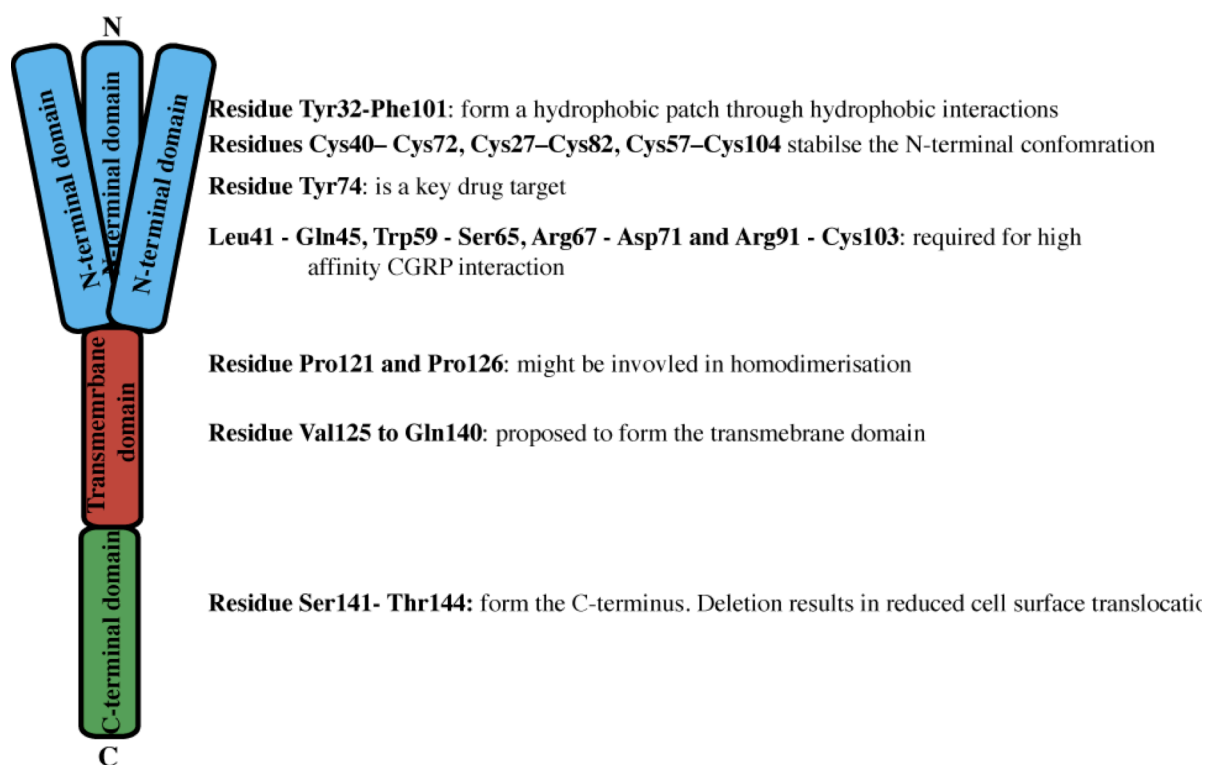 N
N-terminal domain
N-terminal domain
N-terminal domain
Residue Tyr32-Phe101: form a hydrophobic patch through hydrophobic interactions
Residues Cys40– Cys72, Cys27–Cys82, Cys57–Cys104 stabilse the N-terminal confomration
Residue Tyr74: is a key drug target
Leu41 - Gln45, Trp59 - Ser65, Arg67 - Asp71 and Arg91 - Cys103: required for high
affinity CGRP interaction
Transmemrbane
domain
Residue Pro121 and Pro126: might be invovled in homodimerisation
Residue Val125 to Gln140: proposed to form the transmebrane domain
C-terminal domain
Residue Ser141- Thr144: form the C-terminus. Deletion results in reduced cell surface translocatic
C